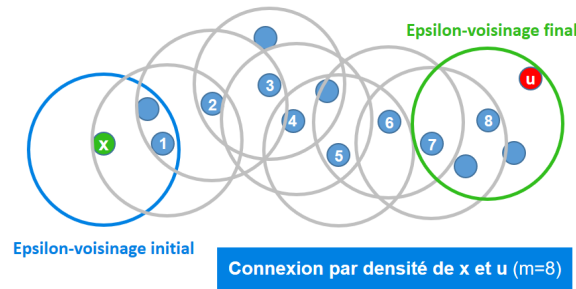 Epsilon-voisinage final
u
3
2
4
6
8
x
1
5
7
Epsilon-voisinage initial
Connexion par densité de x et u (m=8)